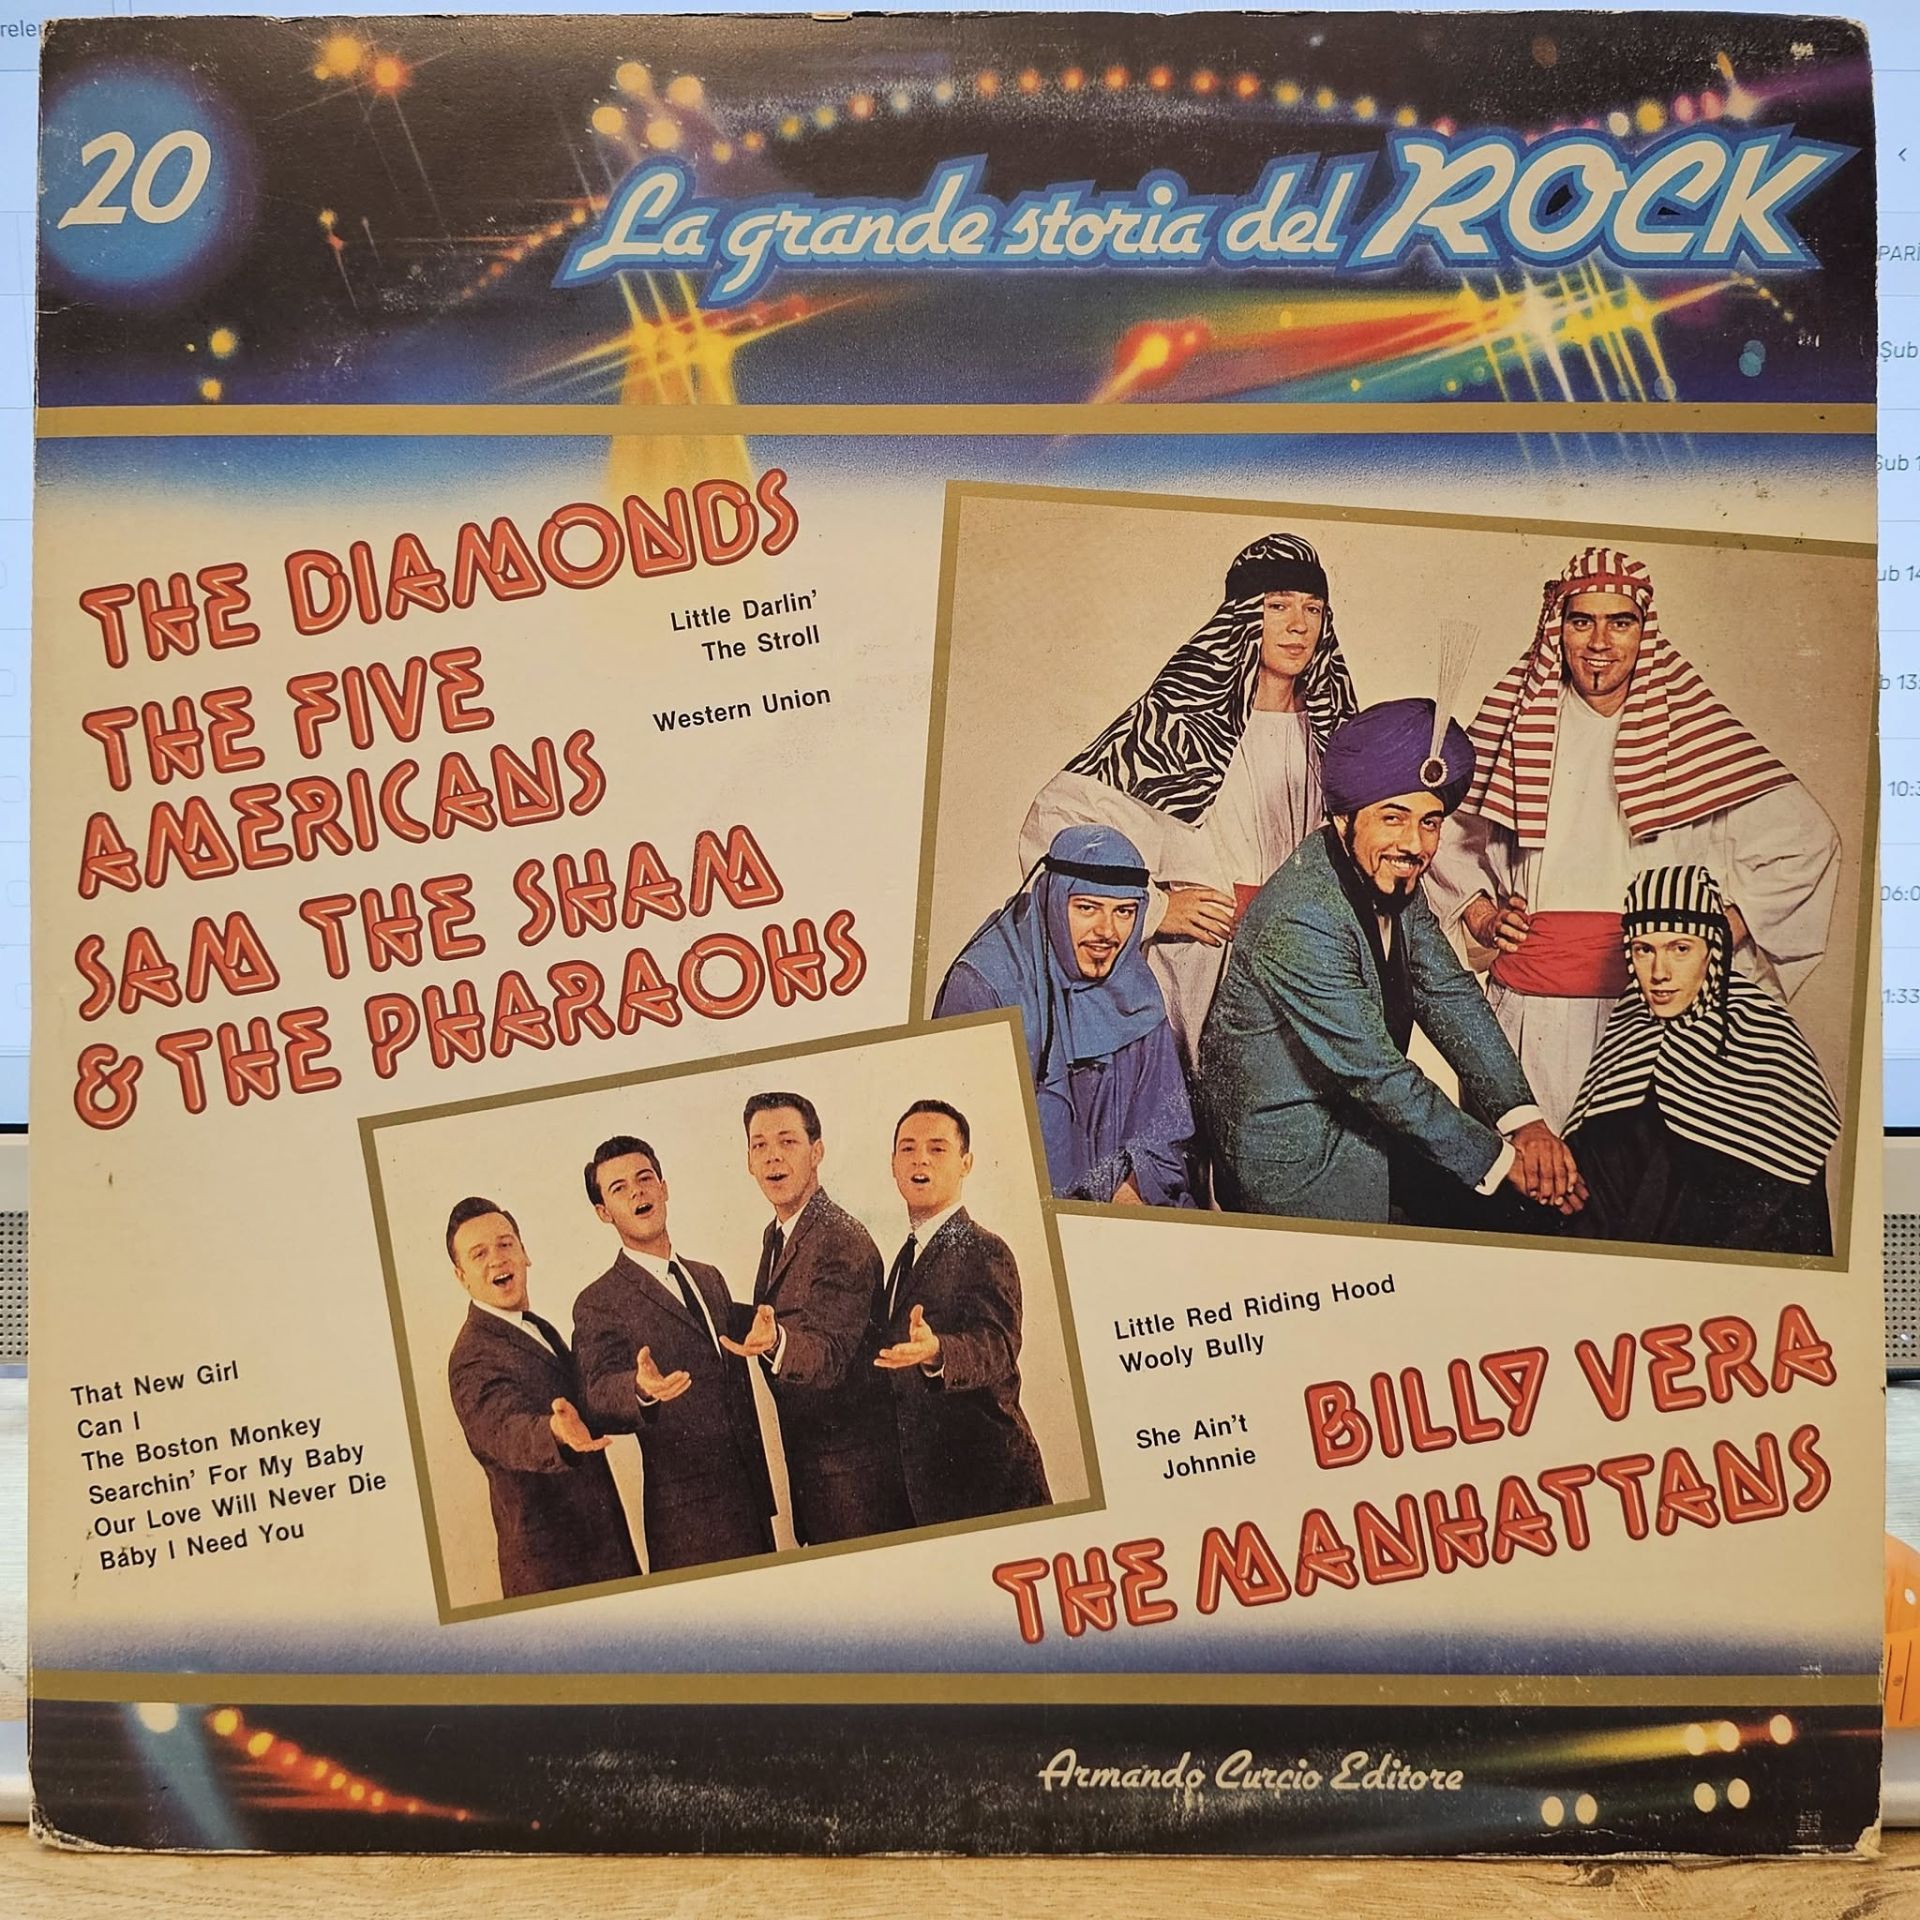 20
La grande storia del ROCK
THE DIAMONDS
Little Darlin'
The Stroll
THE FIVE
AMERICANS
Western Union
SAM THE SHAM
& THE PHARAOHS
Little Red Riding Hood
Wooly Bully
BILLY VERA
She Ain't
Johnnie
THE MANHATTANS
That New Girl
Can I
The Boston Monkey
Searchin' For My Baby
Our Love Will Never Die
Baby I Need You
Armando Curcio Editore